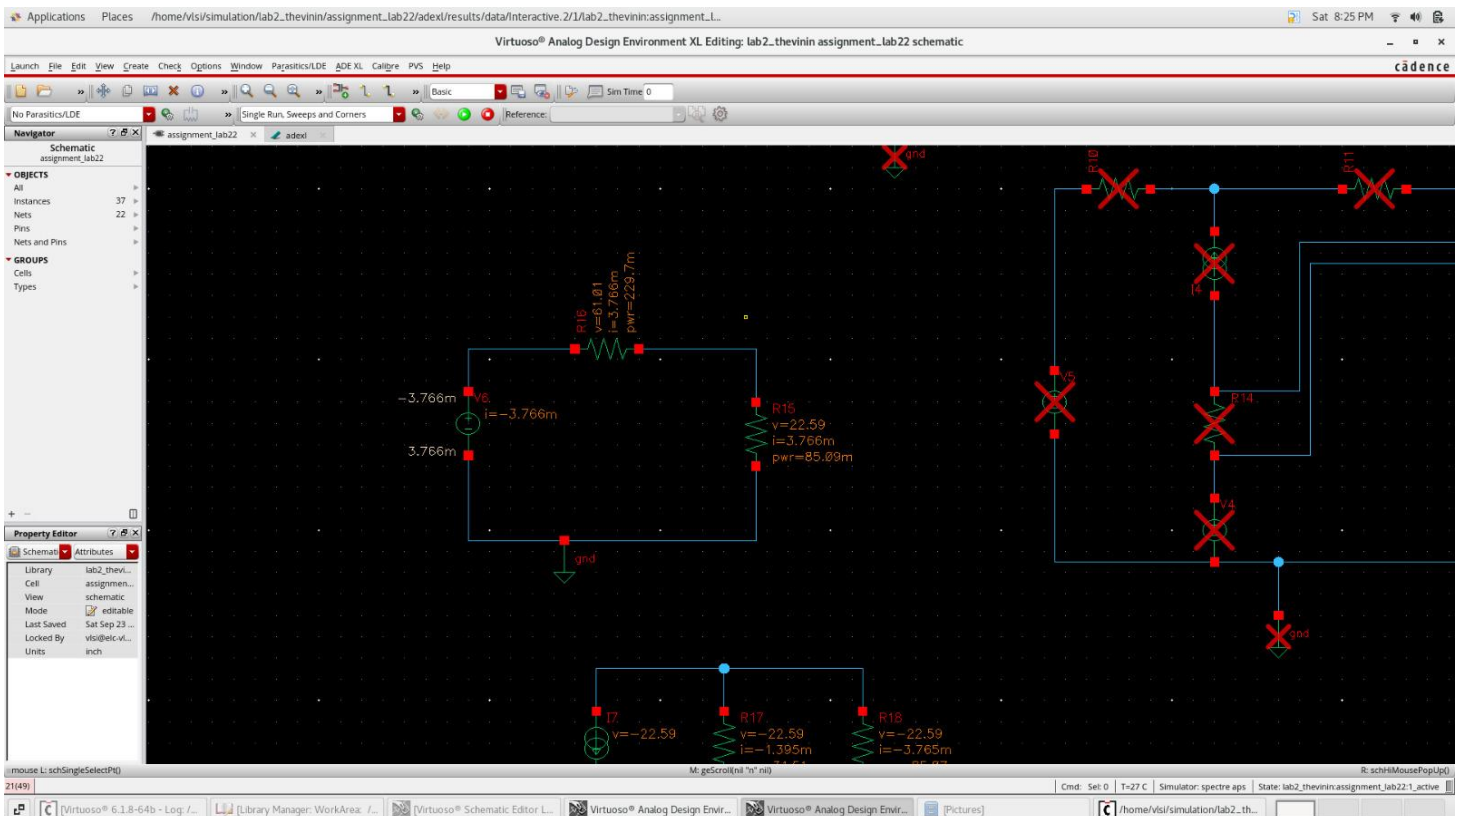 Applications Places /home/vlsi/simulation/lab2_thevinin/assignment_lab22/adexl/results/data/Interactive.2/1/lab2_thevinin:assignment_l... Sat 8:25 PM
Virtuoso® Analog Design Environment XL Editing: lab2_thevinin assignment_lab22 schematic
Launch File Edit View Create Check Options Window Parasitics/LDE ADE XL Calibre PVS Help cādence
» » » » Basic Sim Time 0
No Parasitics/LDE » Single Run, Sweeps and Corners Reference:
Navigator ? × assignment_lab22 × adexl
Schematic
assignment_lab22
OBJECTS
All
Instances 37
Nets 22
Pins
Nets and Pins
GROUPS
Cells
Types
+ −
Property Editor ? ×
Schemati Attributes
Library lab2_thevi...
Cell assignmen...
View schematic
Mode editable
Last Saved Sat Sep 23 ...
Locked By vlsi@elc-vl...
Units inch
gnd
R10
R11
I4
R16
v=61.01
i=3.766m
pwr=229.7m
V5
−3.766m V6
i=−3.766m
3.766m
R15
v=22.59
i=3.766m
pwr=85.09m
R14
V4
gnd
gnd
I7
v=−22.59
R17
v=−22.59
i=−1.395m
R18
v=−22.59
i=−3.765m
mouse L: schSingleSelectPt() M: geScroll(nil "n" nil) R: schHiMousePopUp()
21(49) Cmd: Sel: 0 T=27 C Simulator: spectre aps State: lab2_thevinin:assignment_lab22:1_active
[Virtuoso® 6.1.8-64b - Log: /... [Library Manager: WorkArea: /... [Virtuoso® Schematic Editor L... Virtuoso® Analog Design Envir... Virtuoso® Analog Design Envir... [Pictures] /home/vlsi/simulation/lab2_th...